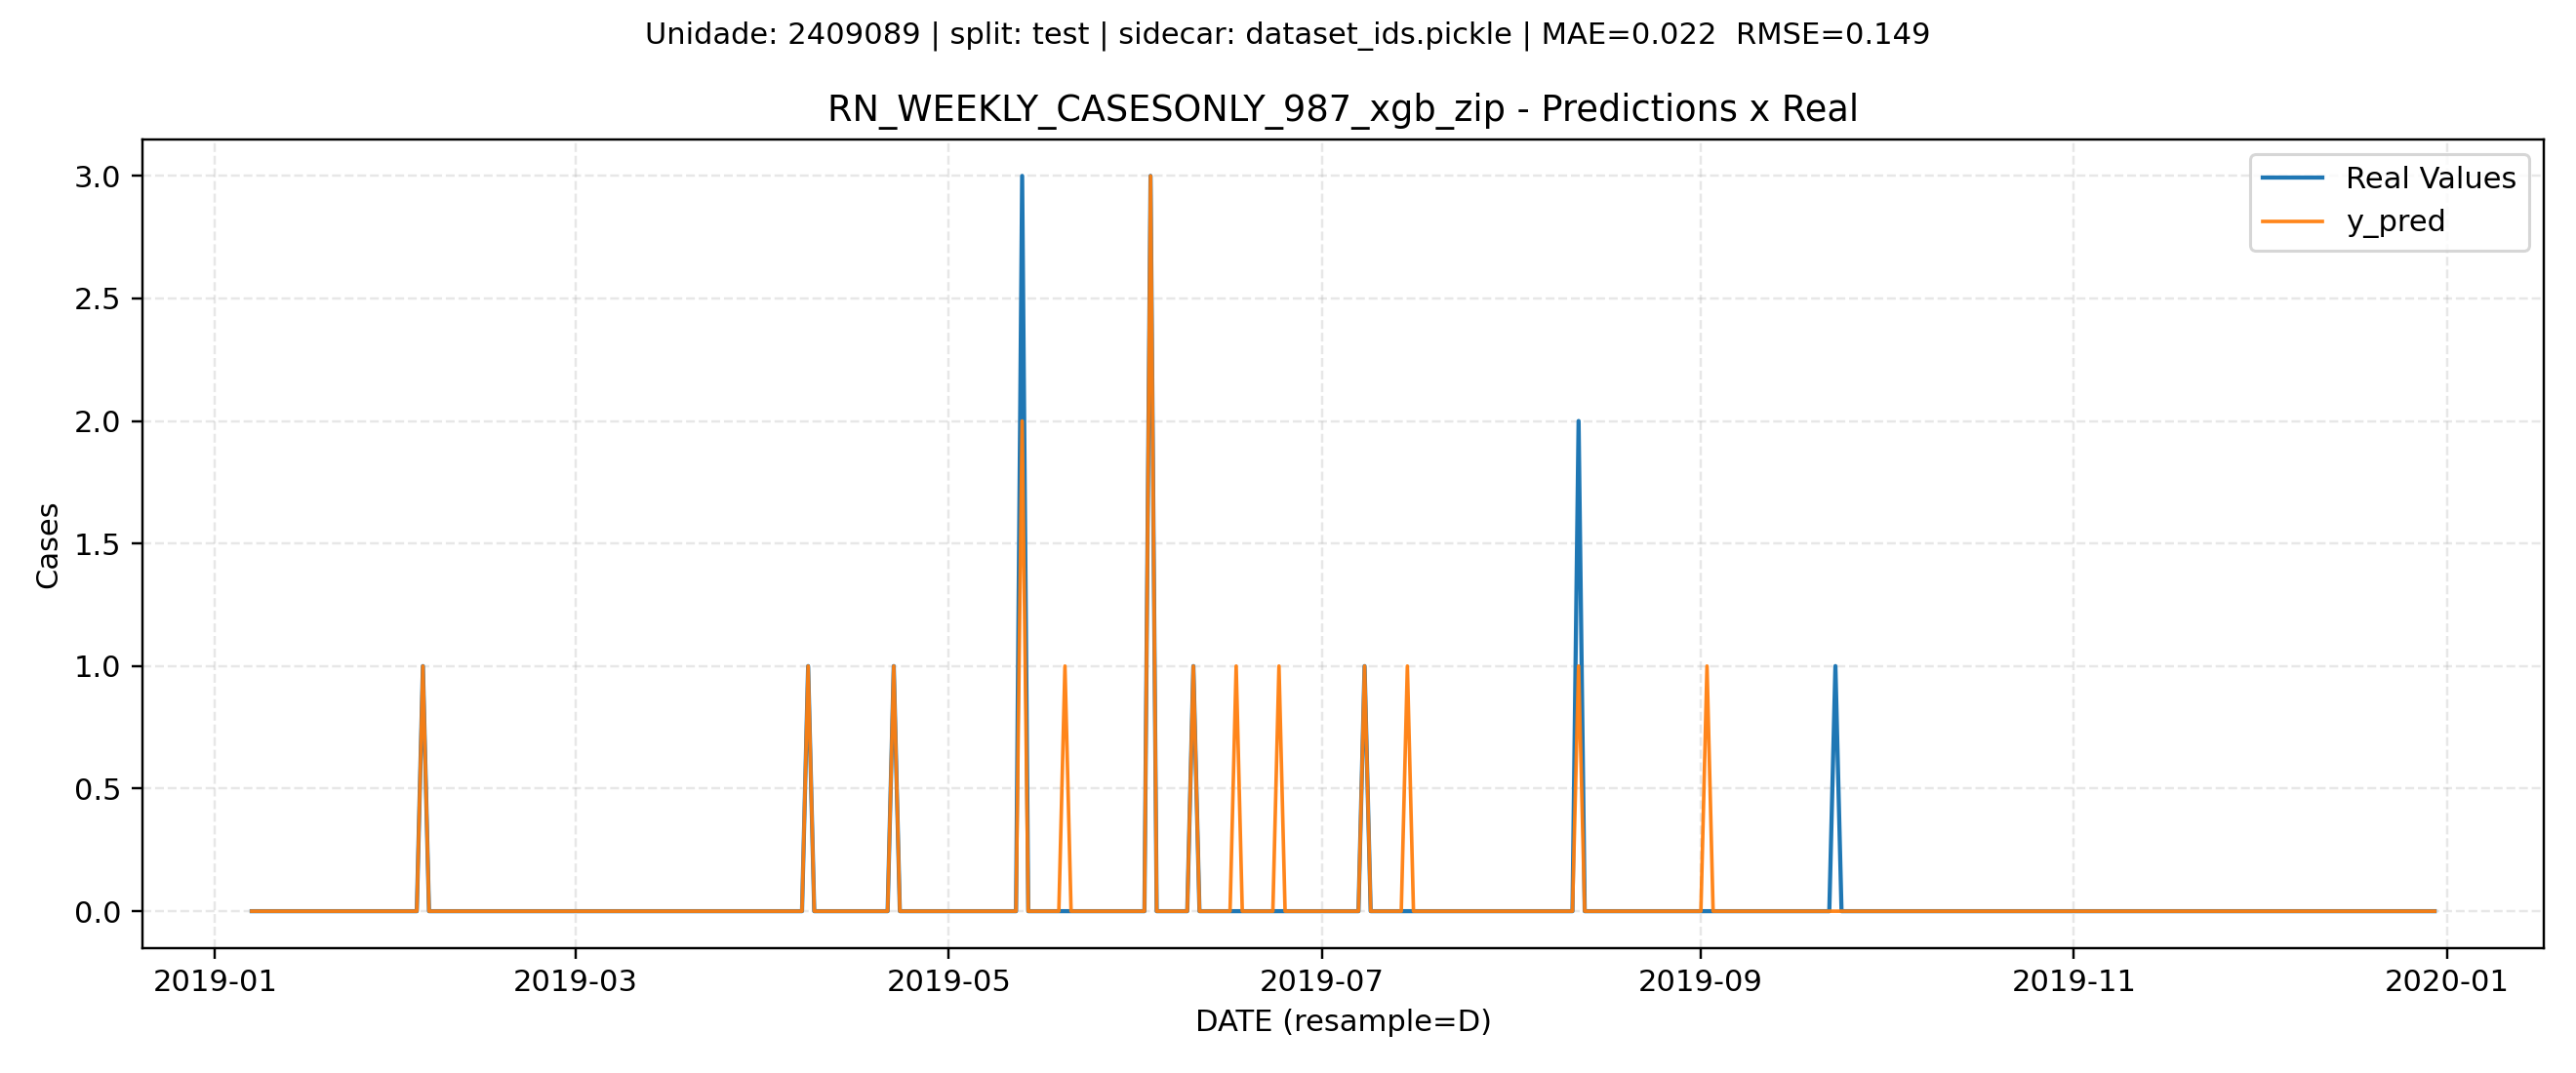 Unidade: 2409089 | split: test | sidecar: dataset_ids.pickle | MAE=0.022  RMSE=0.149
RN_WEEKLY_CASESONLY_987_xgb_zip - Predictions x Real
Real Values
y_pred
3.0
2.5
2.0
1.5
1.0
0.5
0.0
Cases
2019-01
2019-03
2019-05
2019-07
2019-09
2019-11
2020-01
DATE (resample=D)